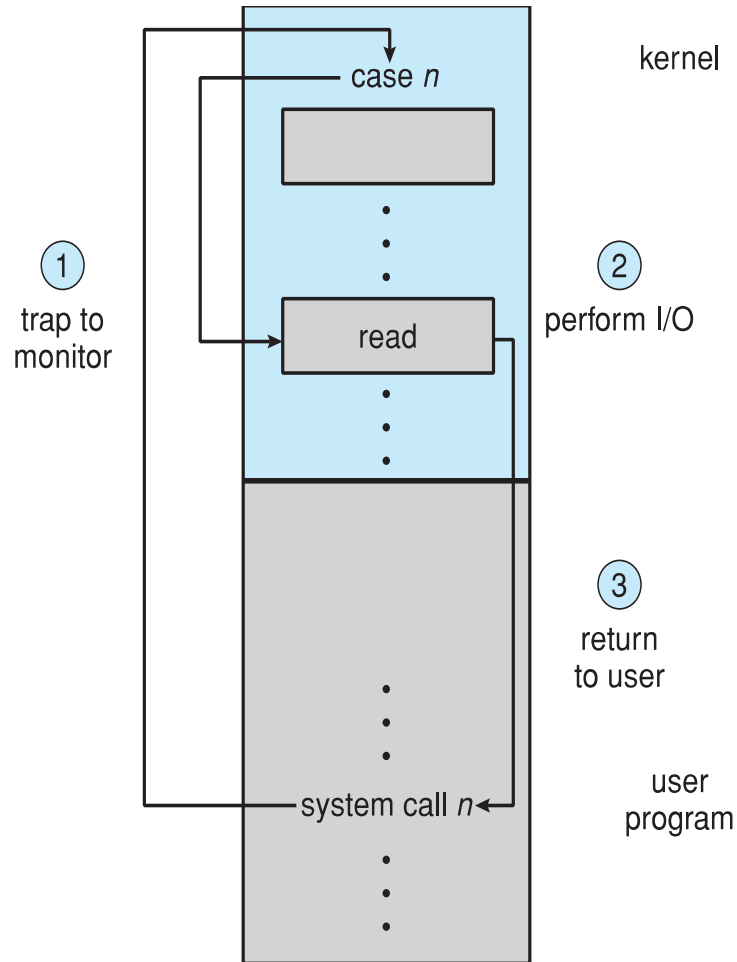 kernel
case n
1
trap to
monitor
2
perform I/O
read
3
return
to user
user
program
system call n